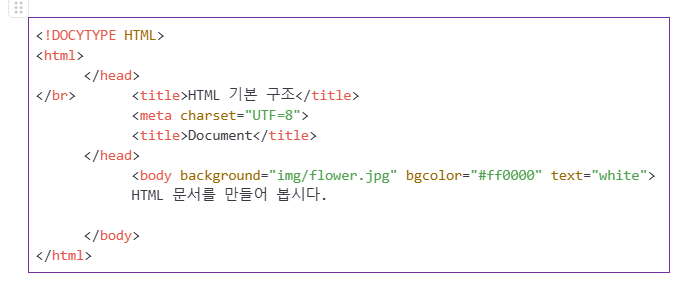 <!DOCYTYPE HTML>
<html>
</head>
</br> <title>HTML 기본 구조</title>
<meta charset="UTF=8">
<title>Document</title>
</head>
<body background="img/flower.jpg" bgcolor="#ff0000" text="white">
HTML 문서를 만들어 봅시다.
</body>
</html>